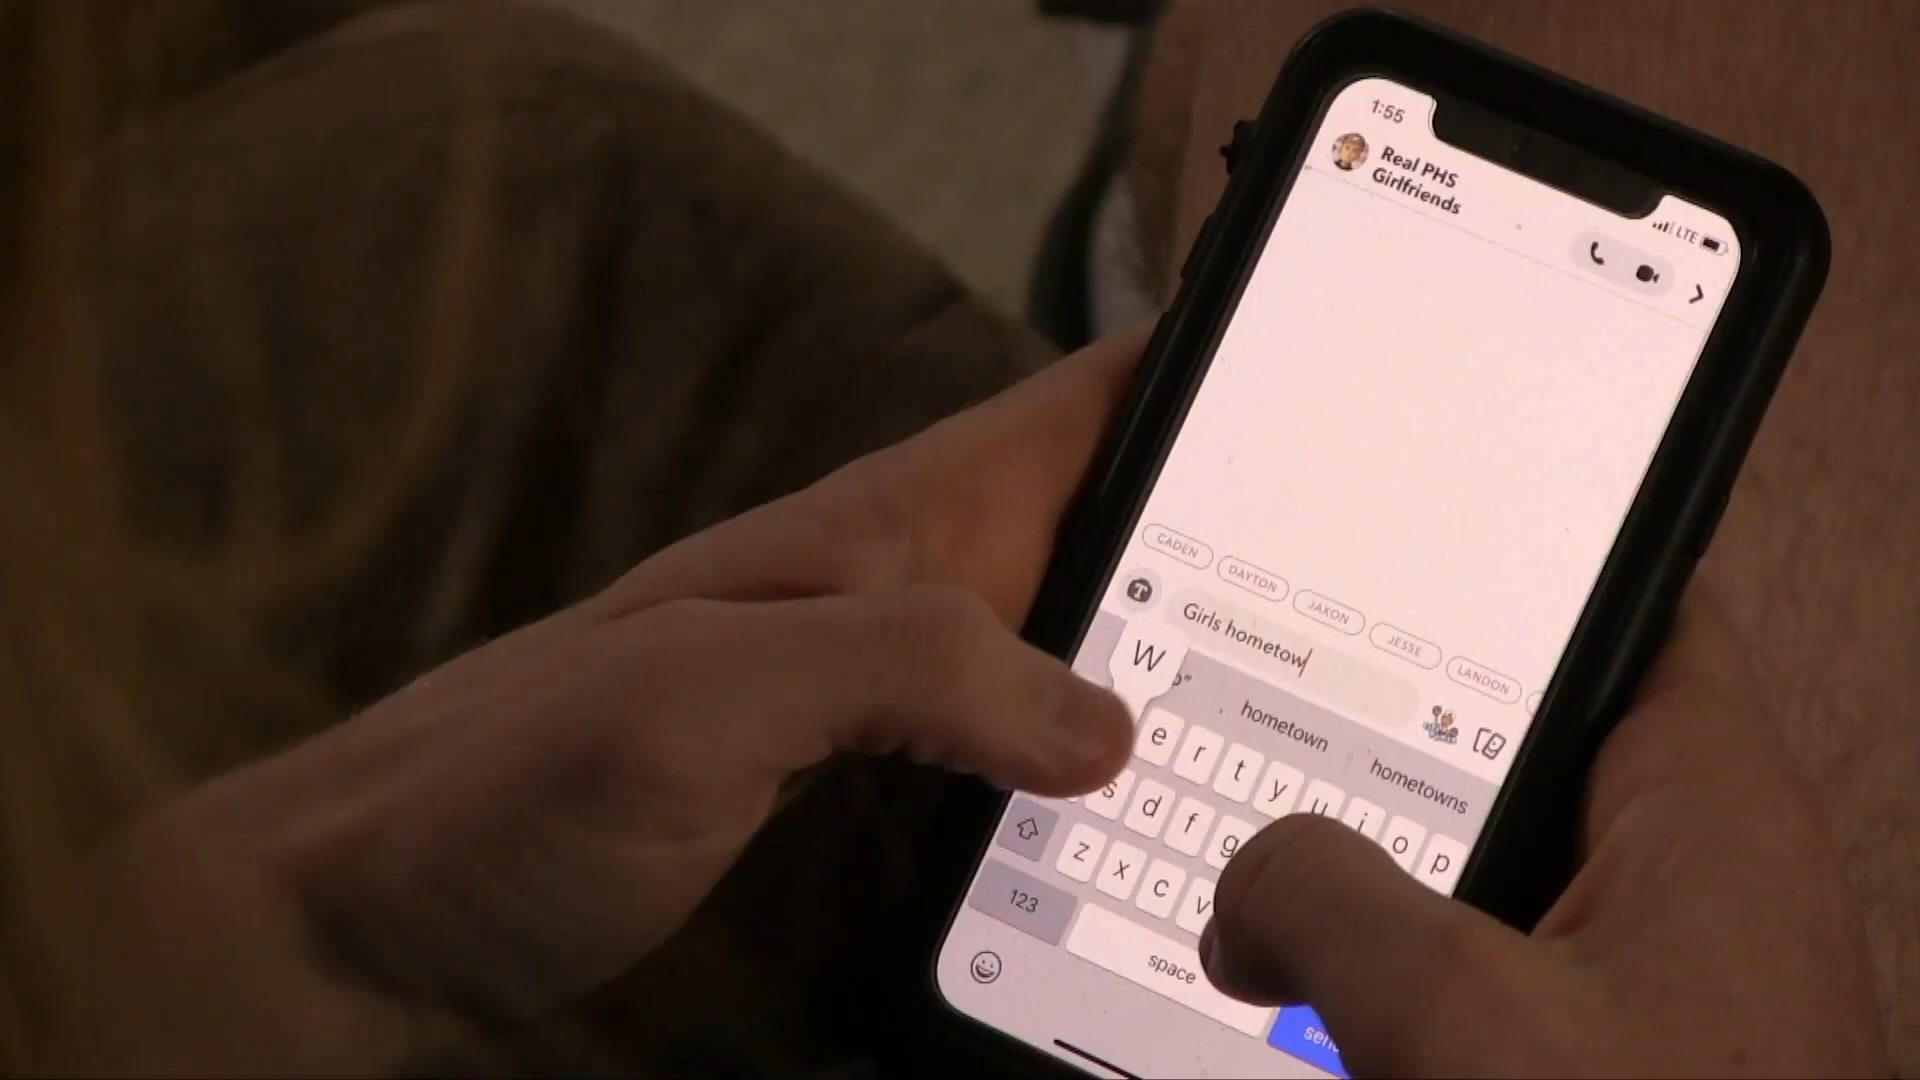 1:55
Real PHS
Girlfriends
LTE
CADEN
DAYTON
JAXON
JESSE
LANDON
T
Girls hometow
W
hometown
hometowns
e r t y u i o p
s d f g
z x c v
123
space